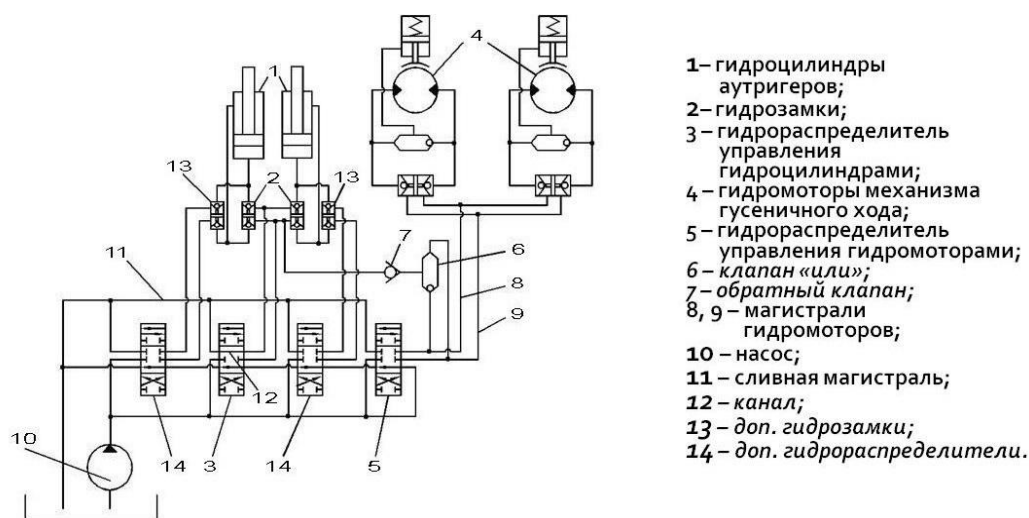 4
1
13
2
13
7
6
11
8
9
12
10
14
3
14
5
1– гидроцилиндры
аутригеров;
2– гидрозамки;
3 – гидрораспределитель
управления
гидроцилиндрами;
4 – гидромоторы механизма
гусеничного хода;
5 – гидрораспределитель
управления гидромоторами;
6 – клапан «или»;
7 – обратный клапан;
8, 9 – магистрали
гидромоторов;
10 – насос;
11 – сливная магистраль;
12 – канал;
13 – доп. гидрозамки;
14 – доп. гидрораспределители.